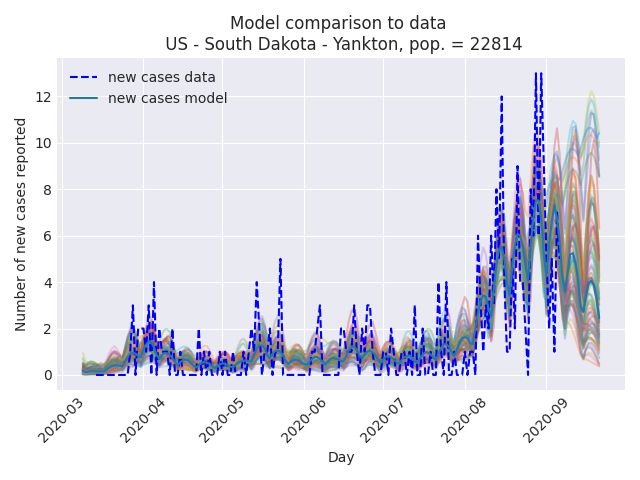 Model comparison to data
US - South Dakota - Yankton, pop. = 22814
new cases data
new cases model
Number of new cases reported
12
10
8
6
4
2
0
2020-03
2020-04
2020-05
2020-06
2020-07
2020-08
2020-09
Day